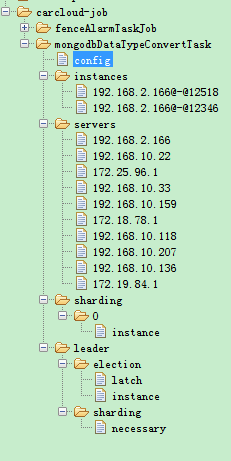 carcloud-job
fenceAlarmTaskJob
mongodbDataTypeConvertTask
config
instances
192.168.2.166@-@12518
192.168.2.166@-@12346
servers
192.168.2.166
192.168.10.22
172.25.96.1
192.168.10.33
192.168.10.159
172.18.78.1
192.168.10.118
192.168.10.207
192.168.10.136
172.19.84.1
sharding
0
instance
leader
election
latch
instance
sharding
necessary